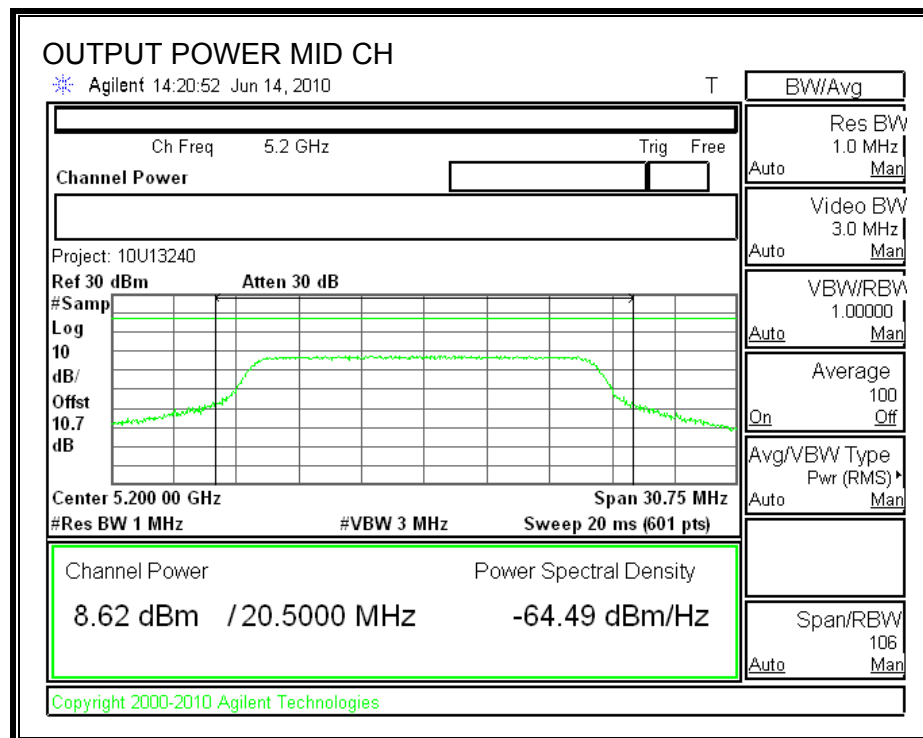 OUTPUT POWER MID CH
Agilent 14:20:52 Jun 14, 2010 T
BW/Avg
Ch Freq 5.2 GHz Trig Free
Channel Power
Res BW
1.0 MHz
Auto Man
Video BW
3.0 MHz
Auto Man
Project: 10U13240
Ref 30 dBm Atten 30 dB
#Samp
Log
10
dB/
Offst
10.7
dB
VBW/RBW
1.00000
Auto Man
Average
100
On Off
Avg/VBW Type
Pwr (RMS)
Auto Man
Center 5.200 00 GHz Span 30.75 MHz
#Res BW 1 MHz #VBW 3 MHz Sweep 20 ms (601 pts)
Channel Power Power Spectral Density
8.62 dBm / 20.5000 MHz -64.49 dBm/Hz
Span/RBW
106
Auto Man
Copyright 2000-2010 Agilent Technologies